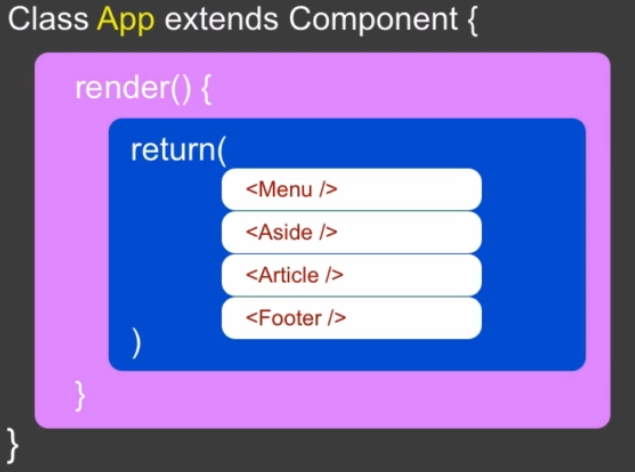 Class App extends Component {
render() {
return(
<Menu />
<Aside />
<Article />
<Footer />
)
}
}